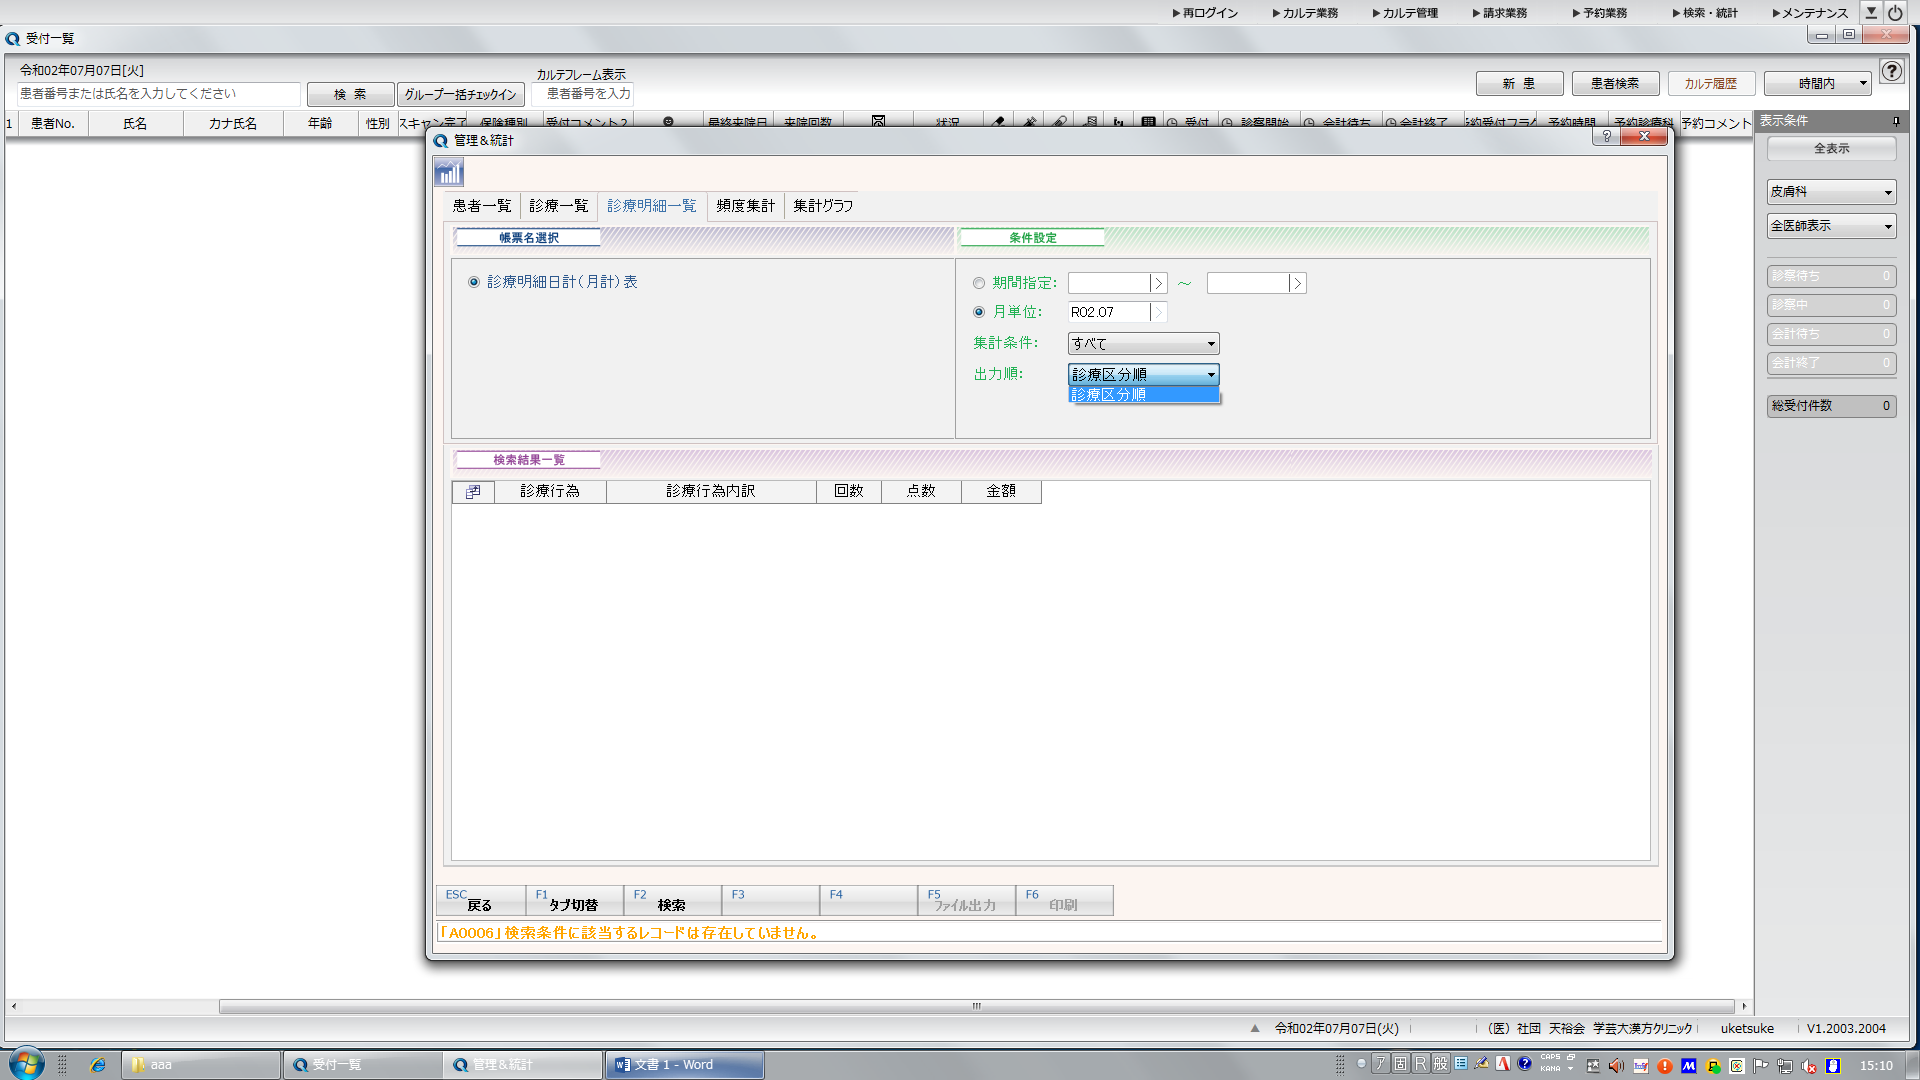 ▶再ログイン ▶カルテ業務 ▶カルテ管理 ▶請求業務 ▶予約業務 ▶検索・統計 ▶メンテナンス
受付一覧
令和02年07月07日[火]
カルテフレーム表示
患者番号または氏名を入力してください 検 索 グループ一括チェックイン 患者番号を入力
新 患 患者検索 カルテ履歴 時間内
1 患者No. 氏名 カナ氏名 年齢 性別 スキャン完了 保険種別 受付コメント2 最終来院日 来院回数 状況 受付 診察開始 会計待ち 会計終了 予約受付フラグ 予約時間 予約診療科 予約コメント
表示条件
全表示
皮膚科
全医師表示
診察待ち 0
診察中 0
会計待ち 0
会計終了 0
総受付件数 0
管理&統計
患者一覧 診療一覧 診療明細一覧 頻度集計 集計グラフ
帳票名選択 条件設定
診療明細日計(月計)表
期間指定: ～
月単位: R02.07
集計条件: すべて
出力順: 診療区分順
診療区分順
検索結果一覧
診療行為 診療行為内訳 回数 点数 金額
ESC 戻る F1 タブ切替 F2 検索 F3 F4 F5 ファイル出力 F6 印刷
「A0006」検索条件に該当するレコードは存在していません。
令和02年07月07日(火) (医)社団 天裕会 学芸大漢方クリニック uketsuke V1.2003.2004
aaa 受付一覧 管理&統計 文書 1 - Word
ア 固 R 般 CAPS KANA 15:10